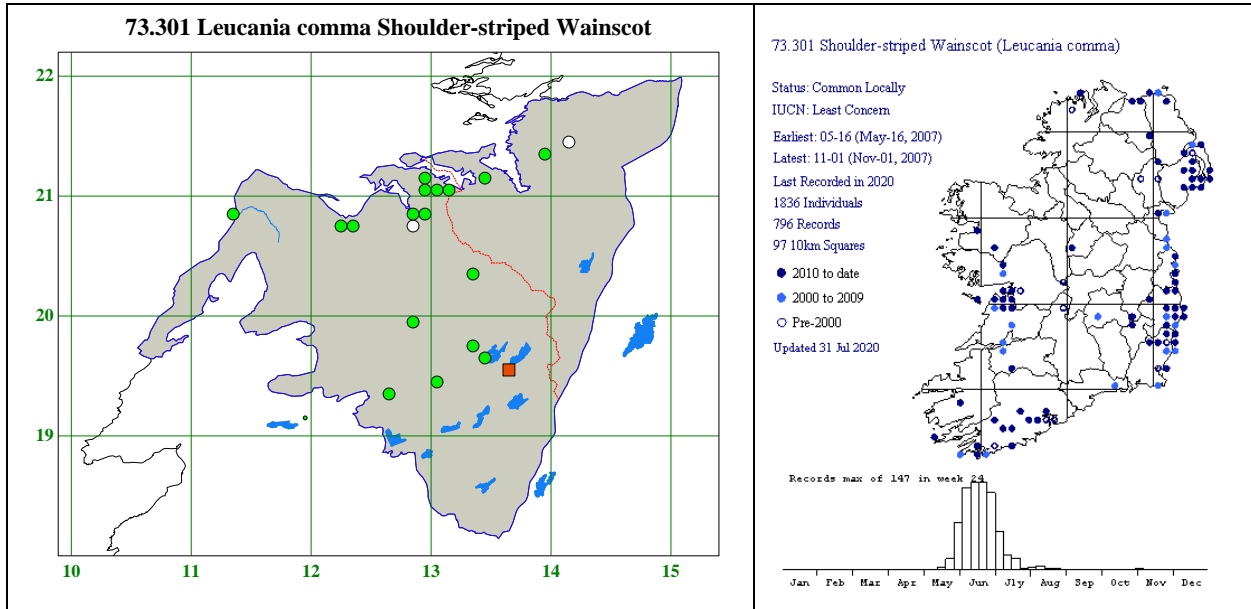 73.301 Leucania comma Shoulder-striped Wainscot
22
21
20
19
10 11 12 13 14 15
73.301 Shoulder-striped Wainscot (Leucania comma)
Status: Common Locally
IUCN: Least Concern
Earliest: 05-16 (May-16, 2007)
Latest: 11-01 (Nov-01, 2007)
Last Recorded in 2020
1836 Individuals
796 Records
97 10km Squares
2010 to date
2000 to 2009
Pre-2000
Updated 31 Jul 2020
Records max of 147 in week 24
Jan Feb Mar Apr May Jun Jly Aug Sep Oct Nov Dec